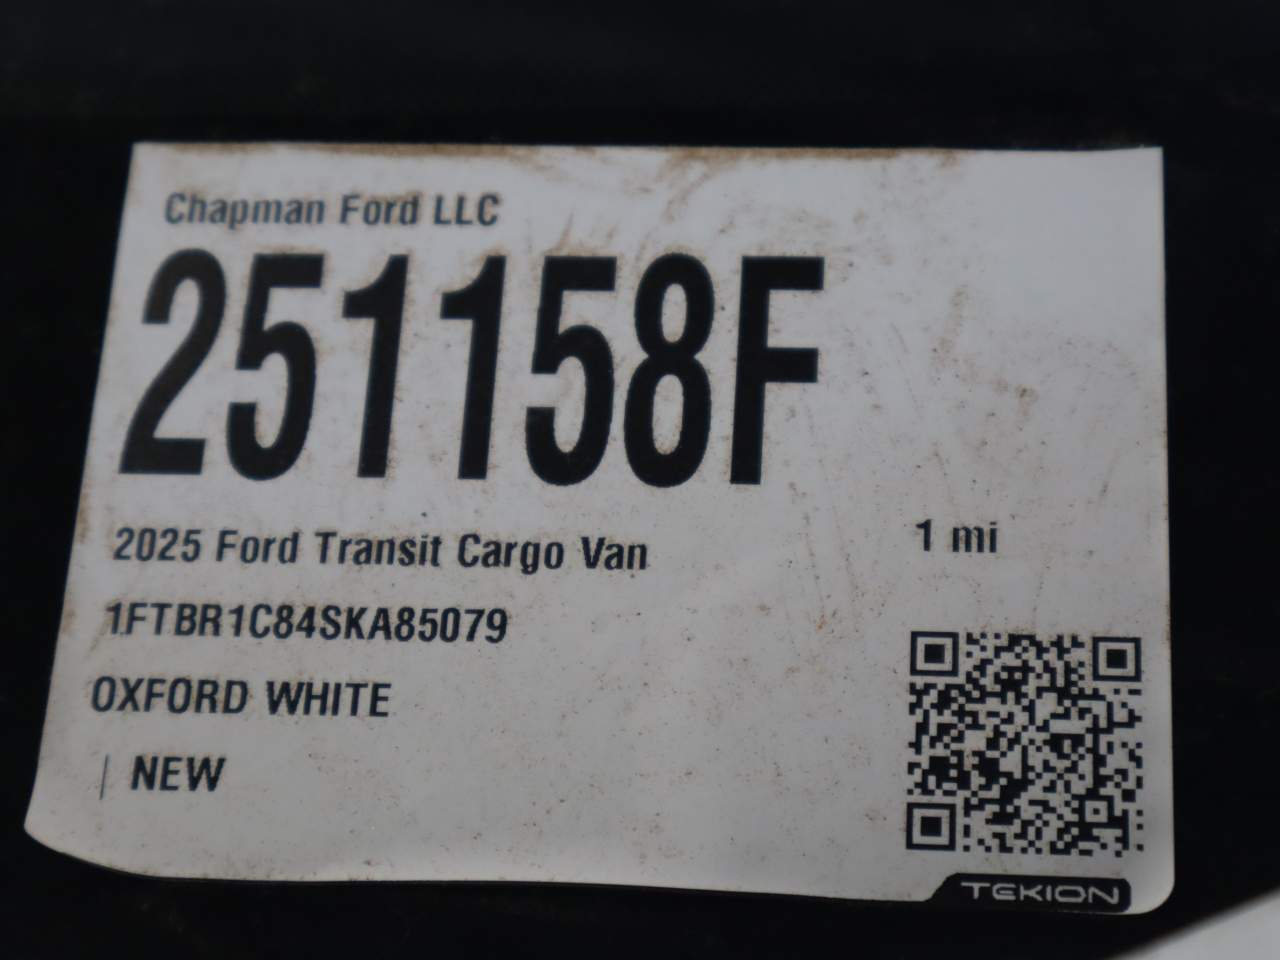 Chapman Ford LLC
251158F
2025 Ford Transit Cargo Van
1 mi
1FTBR1C84SKA85079
OXFORD WHITE
| NEW
TEKION